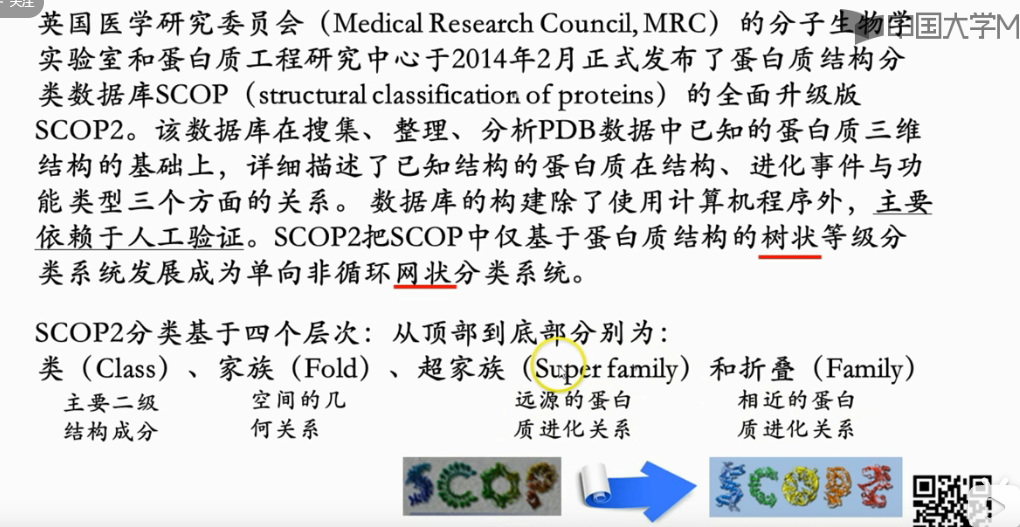 关注
中国大学M
英国医学研究委员会（Medical Research Council, MRC）的分子生物学
实验室和蛋白质工程研究中心于2014年2月正式发布了蛋白质结构分
类数据库SCOP（structural classification of proteins）的全面升级版
SCOP2。该数据库在搜集、整理、分析PDB数据中已知的蛋白质三维
结构的基础上，详细描述了已知结构的蛋白质在结构、进化事件与功
能类型三个方面的关系。 数据库的构建除了使用计算机程序外，主要
依赖于人工验证。SCOP2把SCOP中仅基于蛋白质结构的树状等级分
类系统发展成为单向非循环网状分类系统。
SCOP2分类基于四个层次：从顶部到底部分别为：
类（Class）、家族（Fold）、超家族（Super family）和折叠（Family）
主要二级 空间的几 远源的蛋白 相近的蛋白
结构成分 何关系 质进化关系 质进化关系
SCOP SCOP2